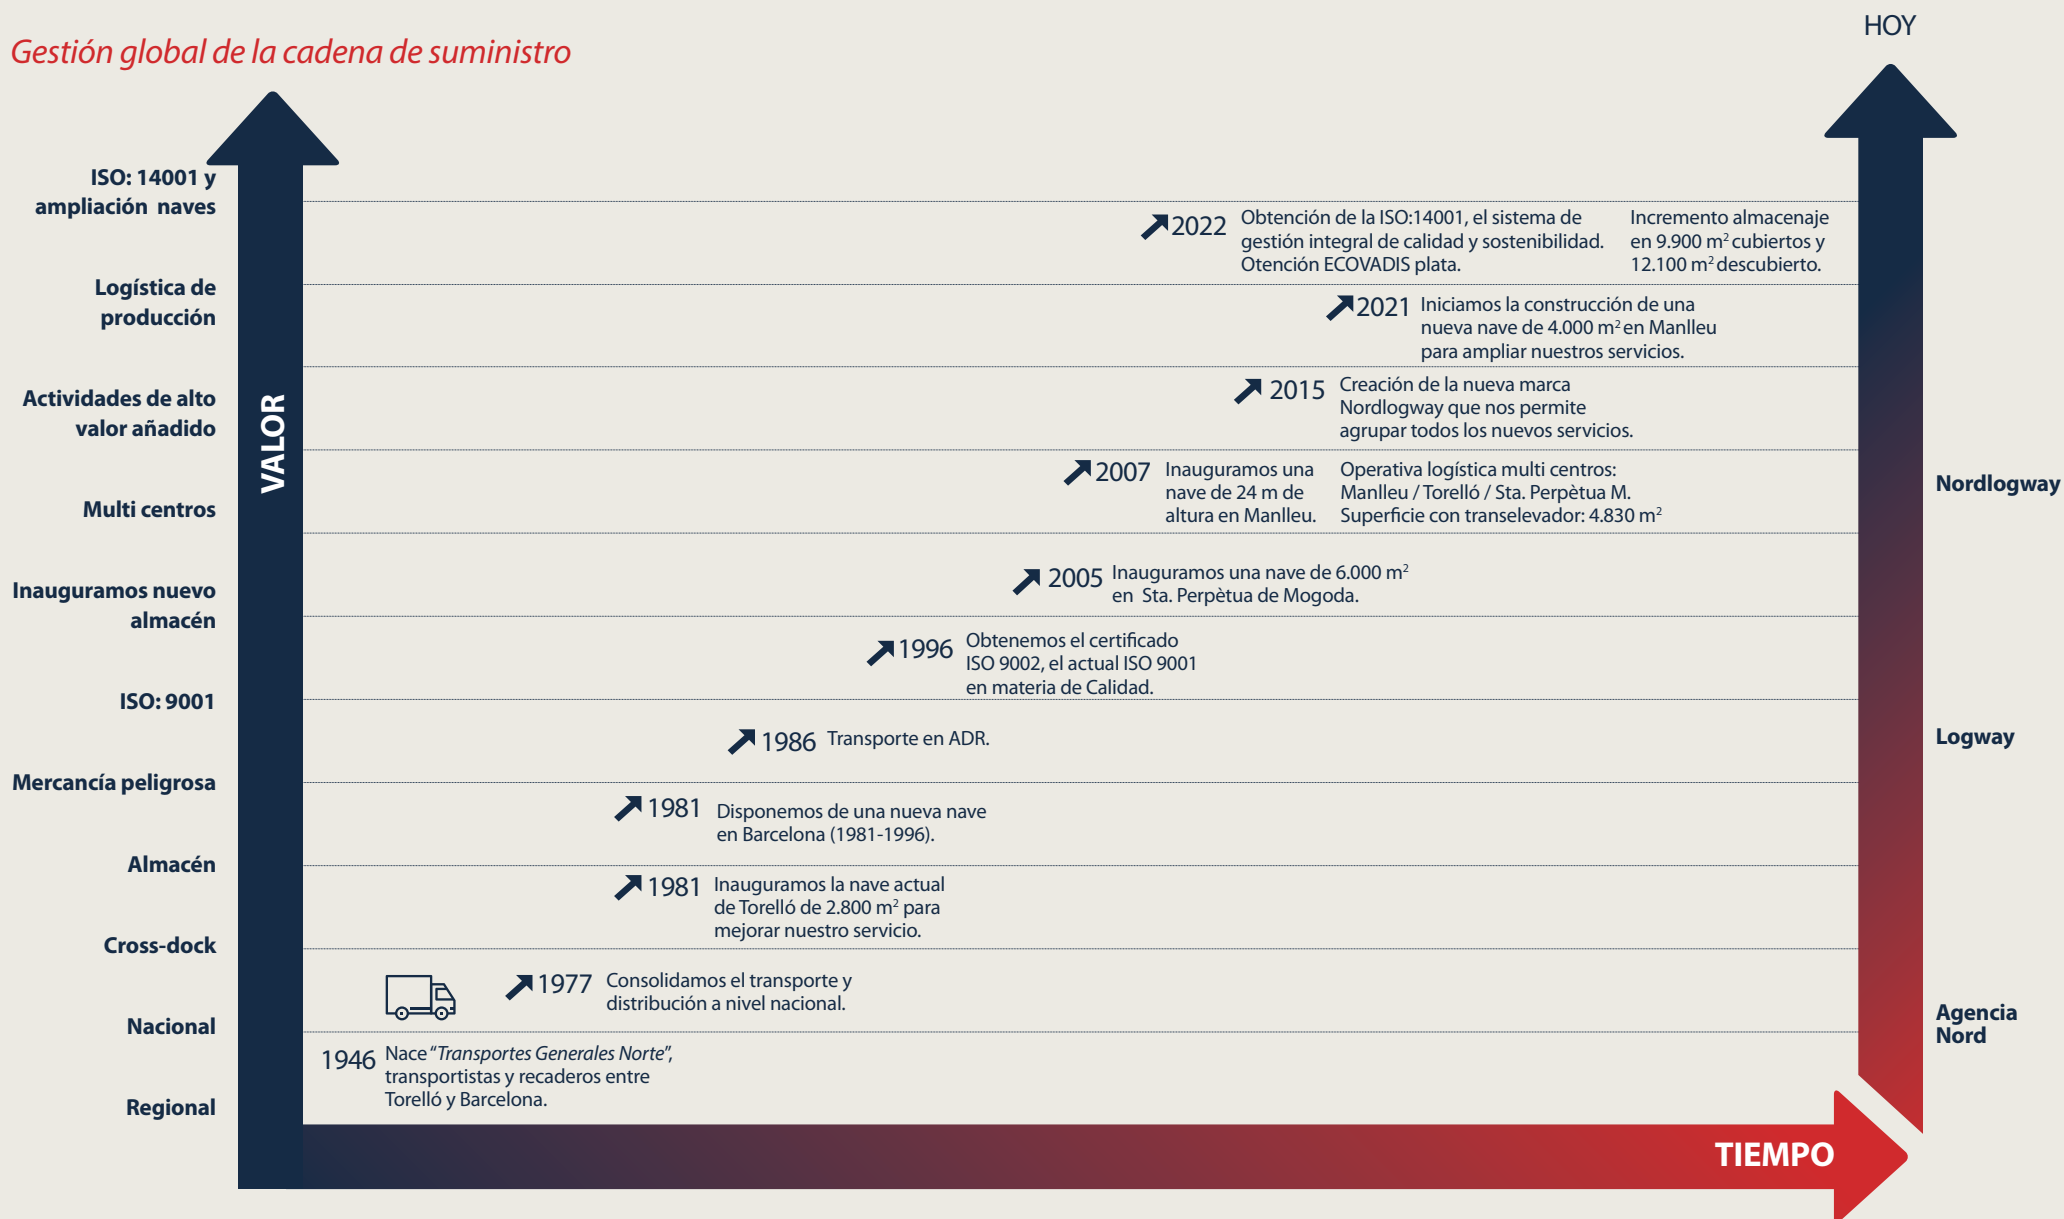 HOY
Gestión global de la cadena de suministro
ISO: 14001 y
ampliación naves
2022
Obtención de la ISO:14001, el sistema de
gestión integral de calidad y sostenibilidad.
Otención ECOVADIS plata.
Incremento almacenaje
en 9.900 m² cubiertos y
12.100 m² descubierto.
Logística de
producción
2021
Iniciamos la construcción de una
nueva nave de 4.000 m² en Manlleu
para ampliar nuestros servicios.
Actividades de alto
valor añadido
VALOR
2015
Creación de la nueva marca
Nordlogway que nos permite
agrupar todos los nuevos servicios.
Multi centros
2007
Inauguramos una
nave de 24 m de
altura en Manlleu.
Operativa logística multi centros:
Manlleu / Torelló / Sta. Perpètua M.
Superficie con transelevador: 4.830 m²
Nordlogway
Inauguramos nuevo
almacén
2005
Inauguramos una nave de 6.000 m²
en Sta. Perpètua de Mogoda.
1996
Obtenemos el certificado
ISO 9002, el actual ISO 9001
en materia de Calidad.
ISO: 9001
1986
Transporte en ADR.
Logway
Mercancía peligrosa
1981
Disponemos de una nueva nave
en Barcelona (1981-1996).
Almacén
1981
Inauguramos la nave actual
de Torelló de 2.800 m² para
mejorar nuestro servicio.
Cross-dock
1977
Consolidamos el transporte y
distribución a nivel nacional.
Nacional
Agencia
Nord
1946
Nace “Transportes Generales Norte”,
transportistas y recaderos entre
Torelló y Barcelona.
Regional
TIEMPO